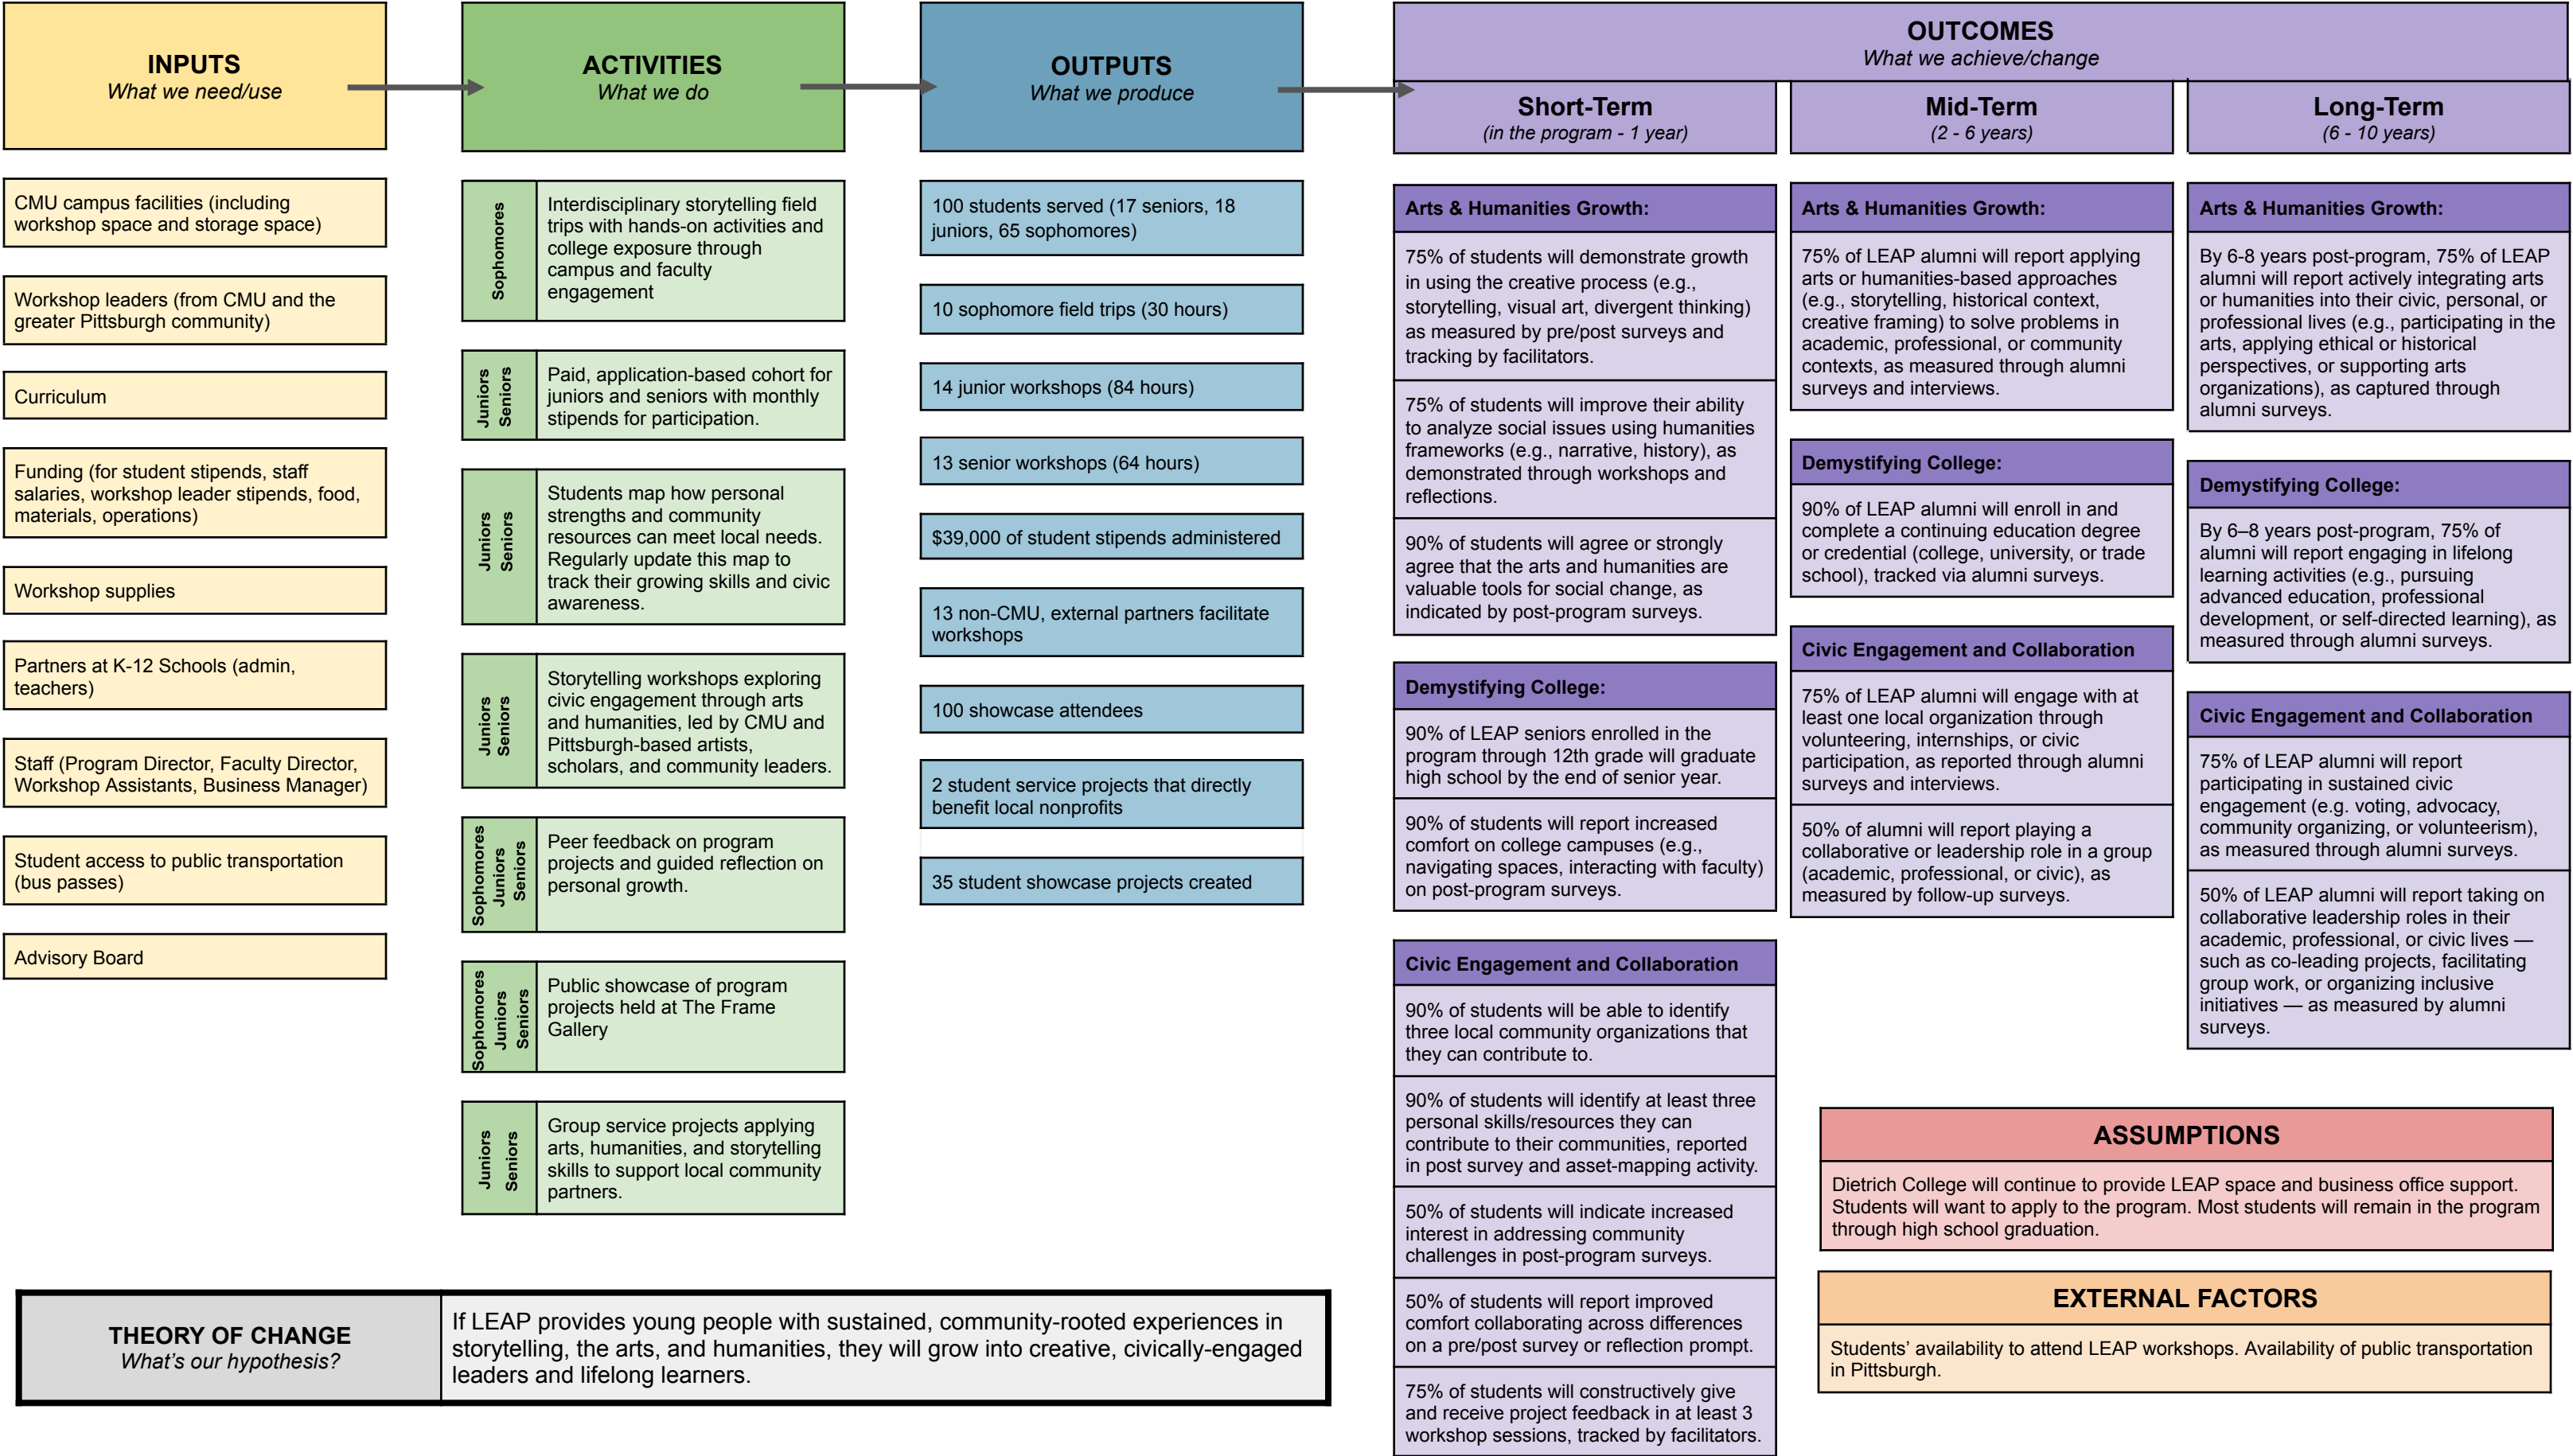 INPUTS
What we need/use
CMU campus facilities (including
workshop space and storage space)
Workshop leaders (from CMU and the
greater Pittsburgh community)
Curriculum
Funding (for student stipends, staff
salaries, workshop leader stipends, food,
materials, operations)
Workshop supplies
Partners at K-12 Schools (admin,
teachers)
Staff (Program Director, Faculty Director,
Workshop Assistants, Business Manager)
Student access to public transportation
(bus passes)
Advisory Board
ACTIVITIES
What we do
Sophomores
Interdisciplinary storytelling field
trips with hands-on activities and
college exposure through
campus and faculty
engagement
Juniors
Seniors
Paid, application-based cohort for
juniors and seniors with monthly
stipends for participation.
Juniors
Seniors
Students map how personal
strengths and community
resources can meet local needs.
Regularly update this map to
track their growing skills and civic
awareness.
Juniors
Seniors
Storytelling workshops exploring
civic engagement through arts
and humanities, led by CMU and
Pittsburgh-based artists,
scholars, and community leaders.
Sophomores
Juniors
Seniors
Peer feedback on program
projects and guided reflection on
personal growth.
Sophomores
Juniors
Seniors
Public showcase of program
projects held at The Frame
Gallery
Juniors
Seniors
Group service projects applying
arts, humanities, and storytelling
skills to support local community
partners.
OUTPUTS
What we produce
100 students served (17 seniors, 18
juniors, 65 sophomores)
10 sophomore field trips (30 hours)
14 junior workshops (84 hours)
13 senior workshops (64 hours)
$39,000 of student stipends administered
13 non-CMU, external partners facilitate
workshops
100 showcase attendees
2 student service projects that directly
benefit local nonprofits
35 student showcase projects created
OUTCOMES
What we achieve/change
Short-Term
(in the program - 1 year)
Arts & Humanities Growth:
75% of students will demonstrate growth
in using the creative process (e.g.,
storytelling, visual art, divergent thinking)
as measured by pre/post surveys and
tracking by facilitators.
75% of students will improve their ability
to analyze social issues using humanities
frameworks (e.g., narrative, history), as
demonstrated through workshops and
reflections.
90% of students will agree or strongly
agree that the arts and humanities are
valuable tools for social change, as
indicated by post-program surveys.
Demystifying College:
90% of LEAP seniors enrolled in the
program through 12th grade will graduate
high school by the end of senior year.
90% of students will report increased
comfort on college campuses (e.g.,
navigating spaces, interacting with faculty)
on post-program surveys.
Civic Engagement and Collaboration
90% of students will be able to identify
three local community organizations that
they can contribute to.
90% of students will identify at least three
personal skills/resources they can
contribute to their communities, reported
in post survey and asset-mapping activity.
50% of students will indicate increased
interest in addressing community
challenges in post-program surveys.
50% of students will report improved
comfort collaborating across differences
on a pre/post survey or reflection prompt.
75% of students will constructively give
and receive project feedback in at least 3
workshop sessions, tracked by facilitators.
Mid-Term
(2 - 6 years)
Arts & Humanities Growth:
75% of LEAP alumni will report applying
arts or humanities-based approaches
(e.g., storytelling, historical context,
creative framing) to solve problems in
academic, professional, or community
contexts, as measured through alumni
surveys and interviews.
Demystifying College:
90% of LEAP alumni will enroll in and
complete a continuing education degree
or credential (college, university, or trade
school), tracked via alumni surveys.
Civic Engagement and Collaboration
75% of LEAP alumni will engage with at
least one local organization through
volunteering, internships, or civic
participation, as reported through alumni
surveys and interviews.
50% of alumni will report playing a
collaborative or leadership role in a group
(academic, professional, or civic), as
measured by follow-up surveys.
Long-Term
(6 - 10 years)
Arts & Humanities Growth:
By 6-8 years post-program, 75% of LEAP
alumni will report actively integrating arts
or humanities into their civic, personal, or
professional lives (e.g., participating in the
arts, applying ethical or historical
perspectives, or supporting arts
organizations), as captured through
alumni surveys.
Demystifying College:
By 6–8 years post-program, 75% of
alumni will report engaging in lifelong
learning activities (e.g., pursuing
advanced education, professional
development, or self-directed learning), as
measured through alumni surveys.
Civic Engagement and Collaboration
75% of LEAP alumni will report
participating in sustained civic
engagement (e.g. voting, advocacy,
community organizing, or volunteerism),
as measured through alumni surveys.
50% of LEAP alumni will report taking on
collaborative leadership roles in their
academic, professional, or civic lives —
such as co-leading projects, facilitating
group work, or organizing inclusive
initiatives — as measured by alumni
surveys.
ASSUMPTIONS
Dietrich College will continue to provide LEAP space and business office support.
Students will want to apply to the program. Most students will remain in the program
through high school graduation.
EXTERNAL FACTORS
Students’ availability to attend LEAP workshops. Availability of public transportation
in Pittsburgh.
THEORY OF CHANGE
What’s our hypothesis?
If LEAP provides young people with sustained, community-rooted experiences in
storytelling, the arts, and humanities, they will grow into creative, civically-engaged
leaders and lifelong learners.